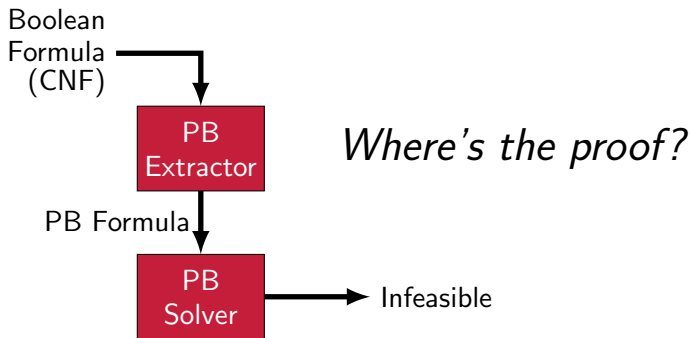 Boolean
Formula
(CNF)
PB
Extractor
Where's the proof?
PB Formula
PB
Solver
Infeasible